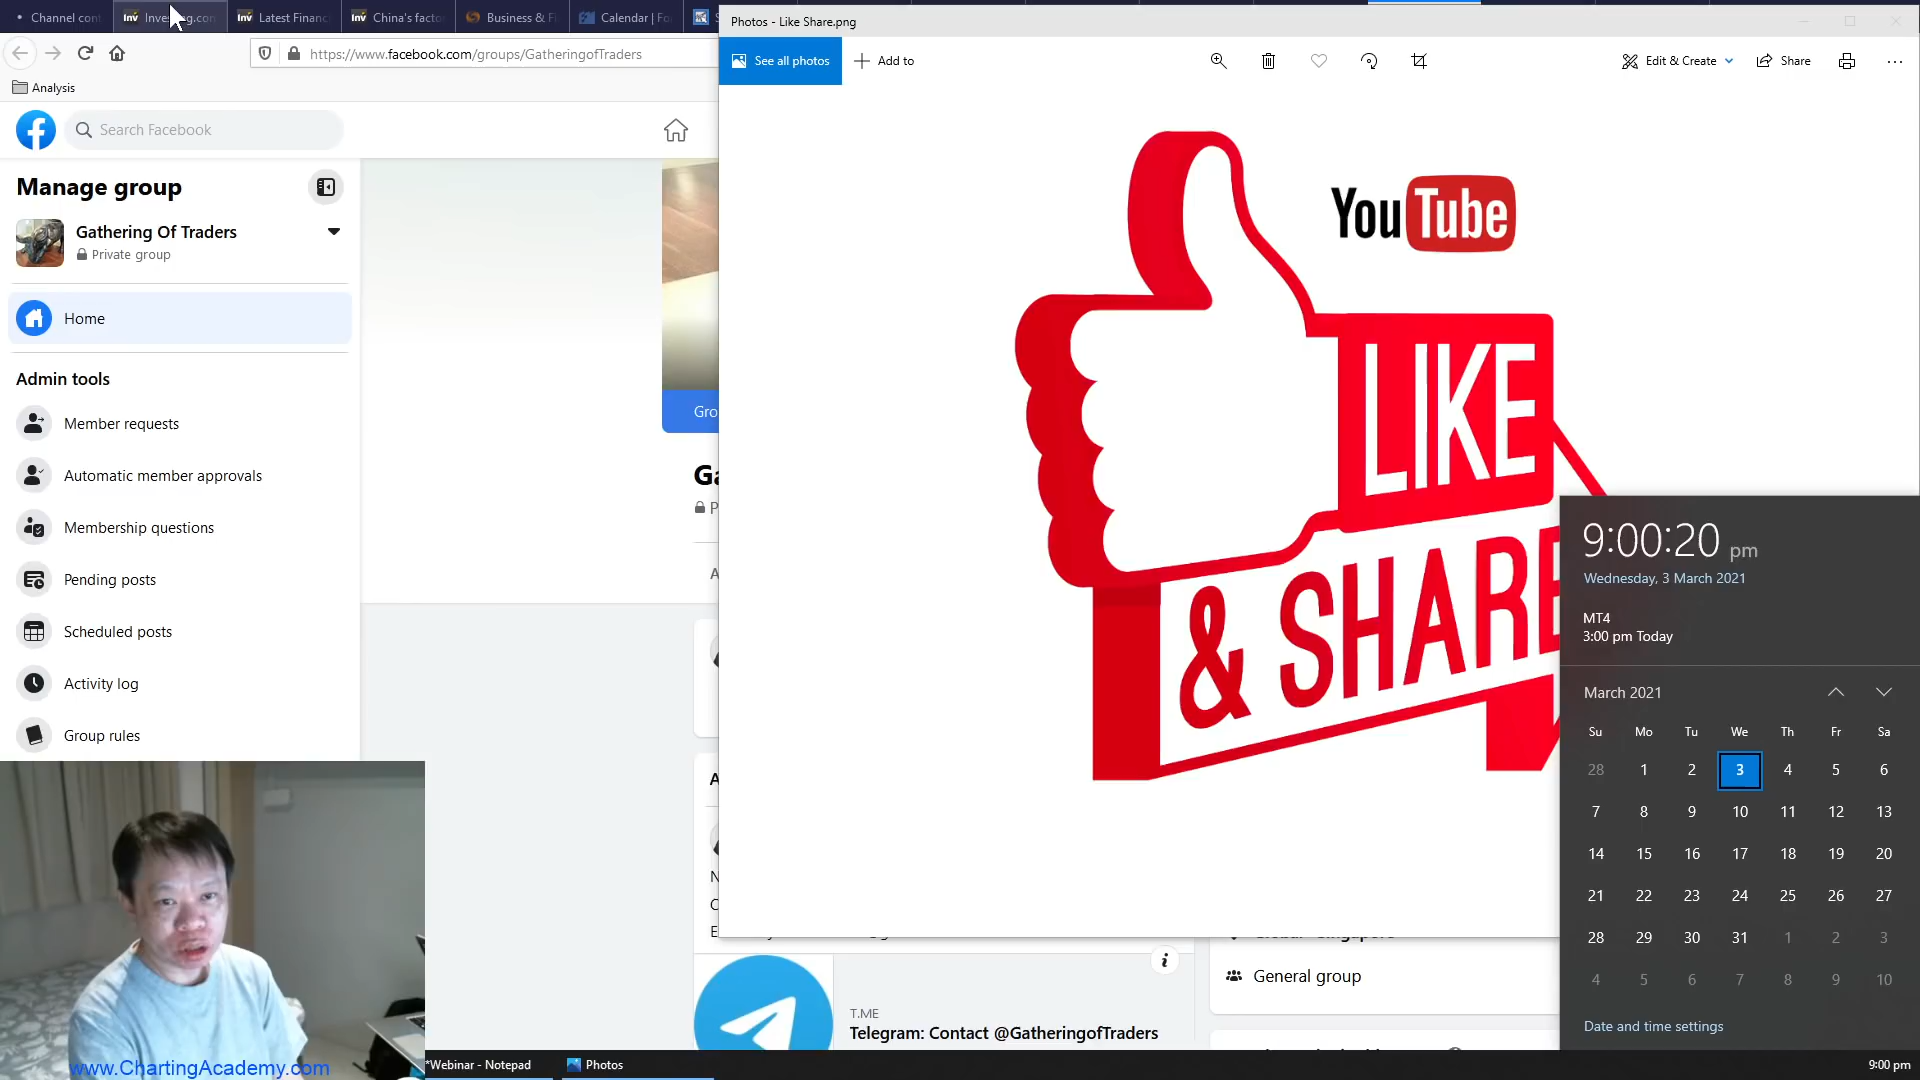 Channel con
Investing.com
Latest Financ
China's facto
Business & Fi
Calendar | Fo
S
https://www.facebook.com/groups/GatheringofTraders
Analysis
Search Facebook
Manage group
Gathering Of Traders
Private group
Home
Admin tools
Member requests
Automatic member approvals
Membership questions
Pending posts
Scheduled posts
Activity log
Group rules
Gro
Ga
P
A
A
N
C
E
T.ME
Telegram: Contact @GatheringofTraders
General group
Photos - Like Share.png
See all photos
Add to
Edit & Create
Share
YouTube
LIKE
& SHARE
9:00:20 pm
Wednesday, 3 March 2021
MT4
3:00 pm Today
March 2021
Su Mo Tu We Th Fr Sa
28 1 2 3 4 5 6
7 8 9 10 11 12 13
14 15 16 17 18 19 20
21 22 23 24 25 26 27
28 29 30 31 1 2 3
4 5 6 7 8 9 10
Date and time settings
www.ChartingAcademy.com
*Webinar - Notepad
Photos
9:00 pm